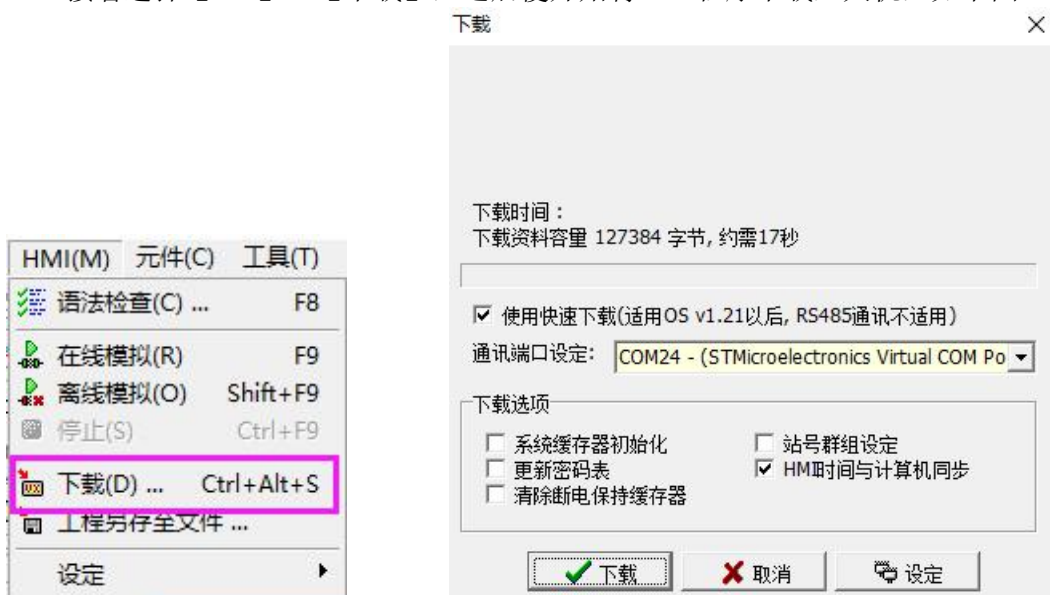 下载
下载时间：
下载资料容量 127384 字节, 约需17秒
使用快速下载(适用OS v1.21以后, RS485通讯不适用)
通讯端口设定： COM24 - (STMicroelectronics Virtual COM Po
下载选项
系统缓存器初始化 站号群组设定
更新密码表 HMI时间与计算机同步
清除断电保持缓存器
下载 取消 设定
HMI(M) 元件(C) 工具(T)
语法检查(C) ... F8
在线模拟(R) F9
离线模拟(O) Shift+F9
停止(S) Ctrl+F9
下载(D) ... Ctrl+Alt+S
工程另存至文件 ...
设定